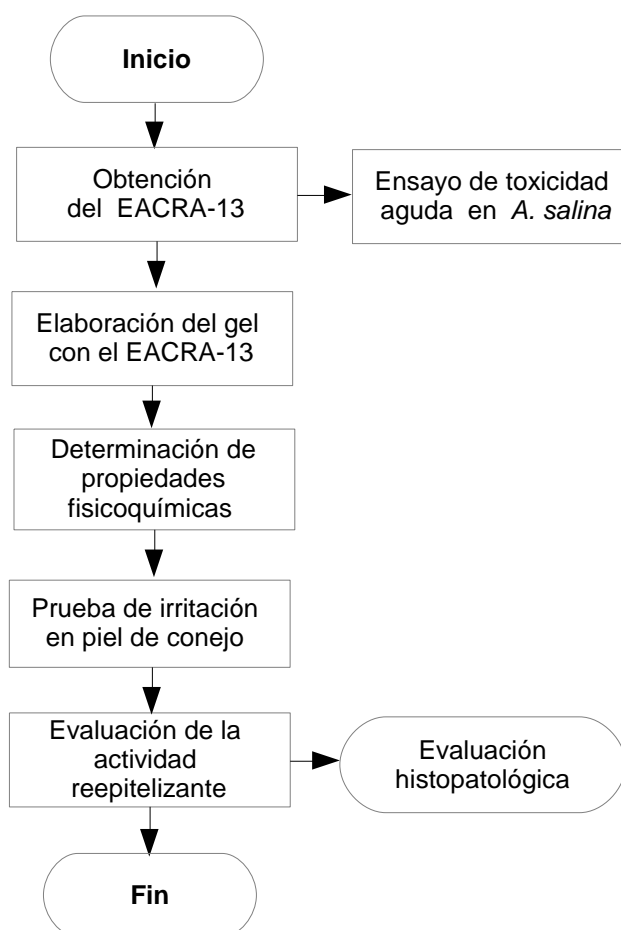 Inicio
Obtención
del EACRA-13
Ensayo de toxicidad
aguda en A. salina
Elaboración del gel
con el EACRA-13
Determinación de
propiedades
fisicoquímicas
Prueba de irritación
en piel de conejo
Evaluación de la
actividad
reepitelizante
Evaluación
histopatológica
Fin